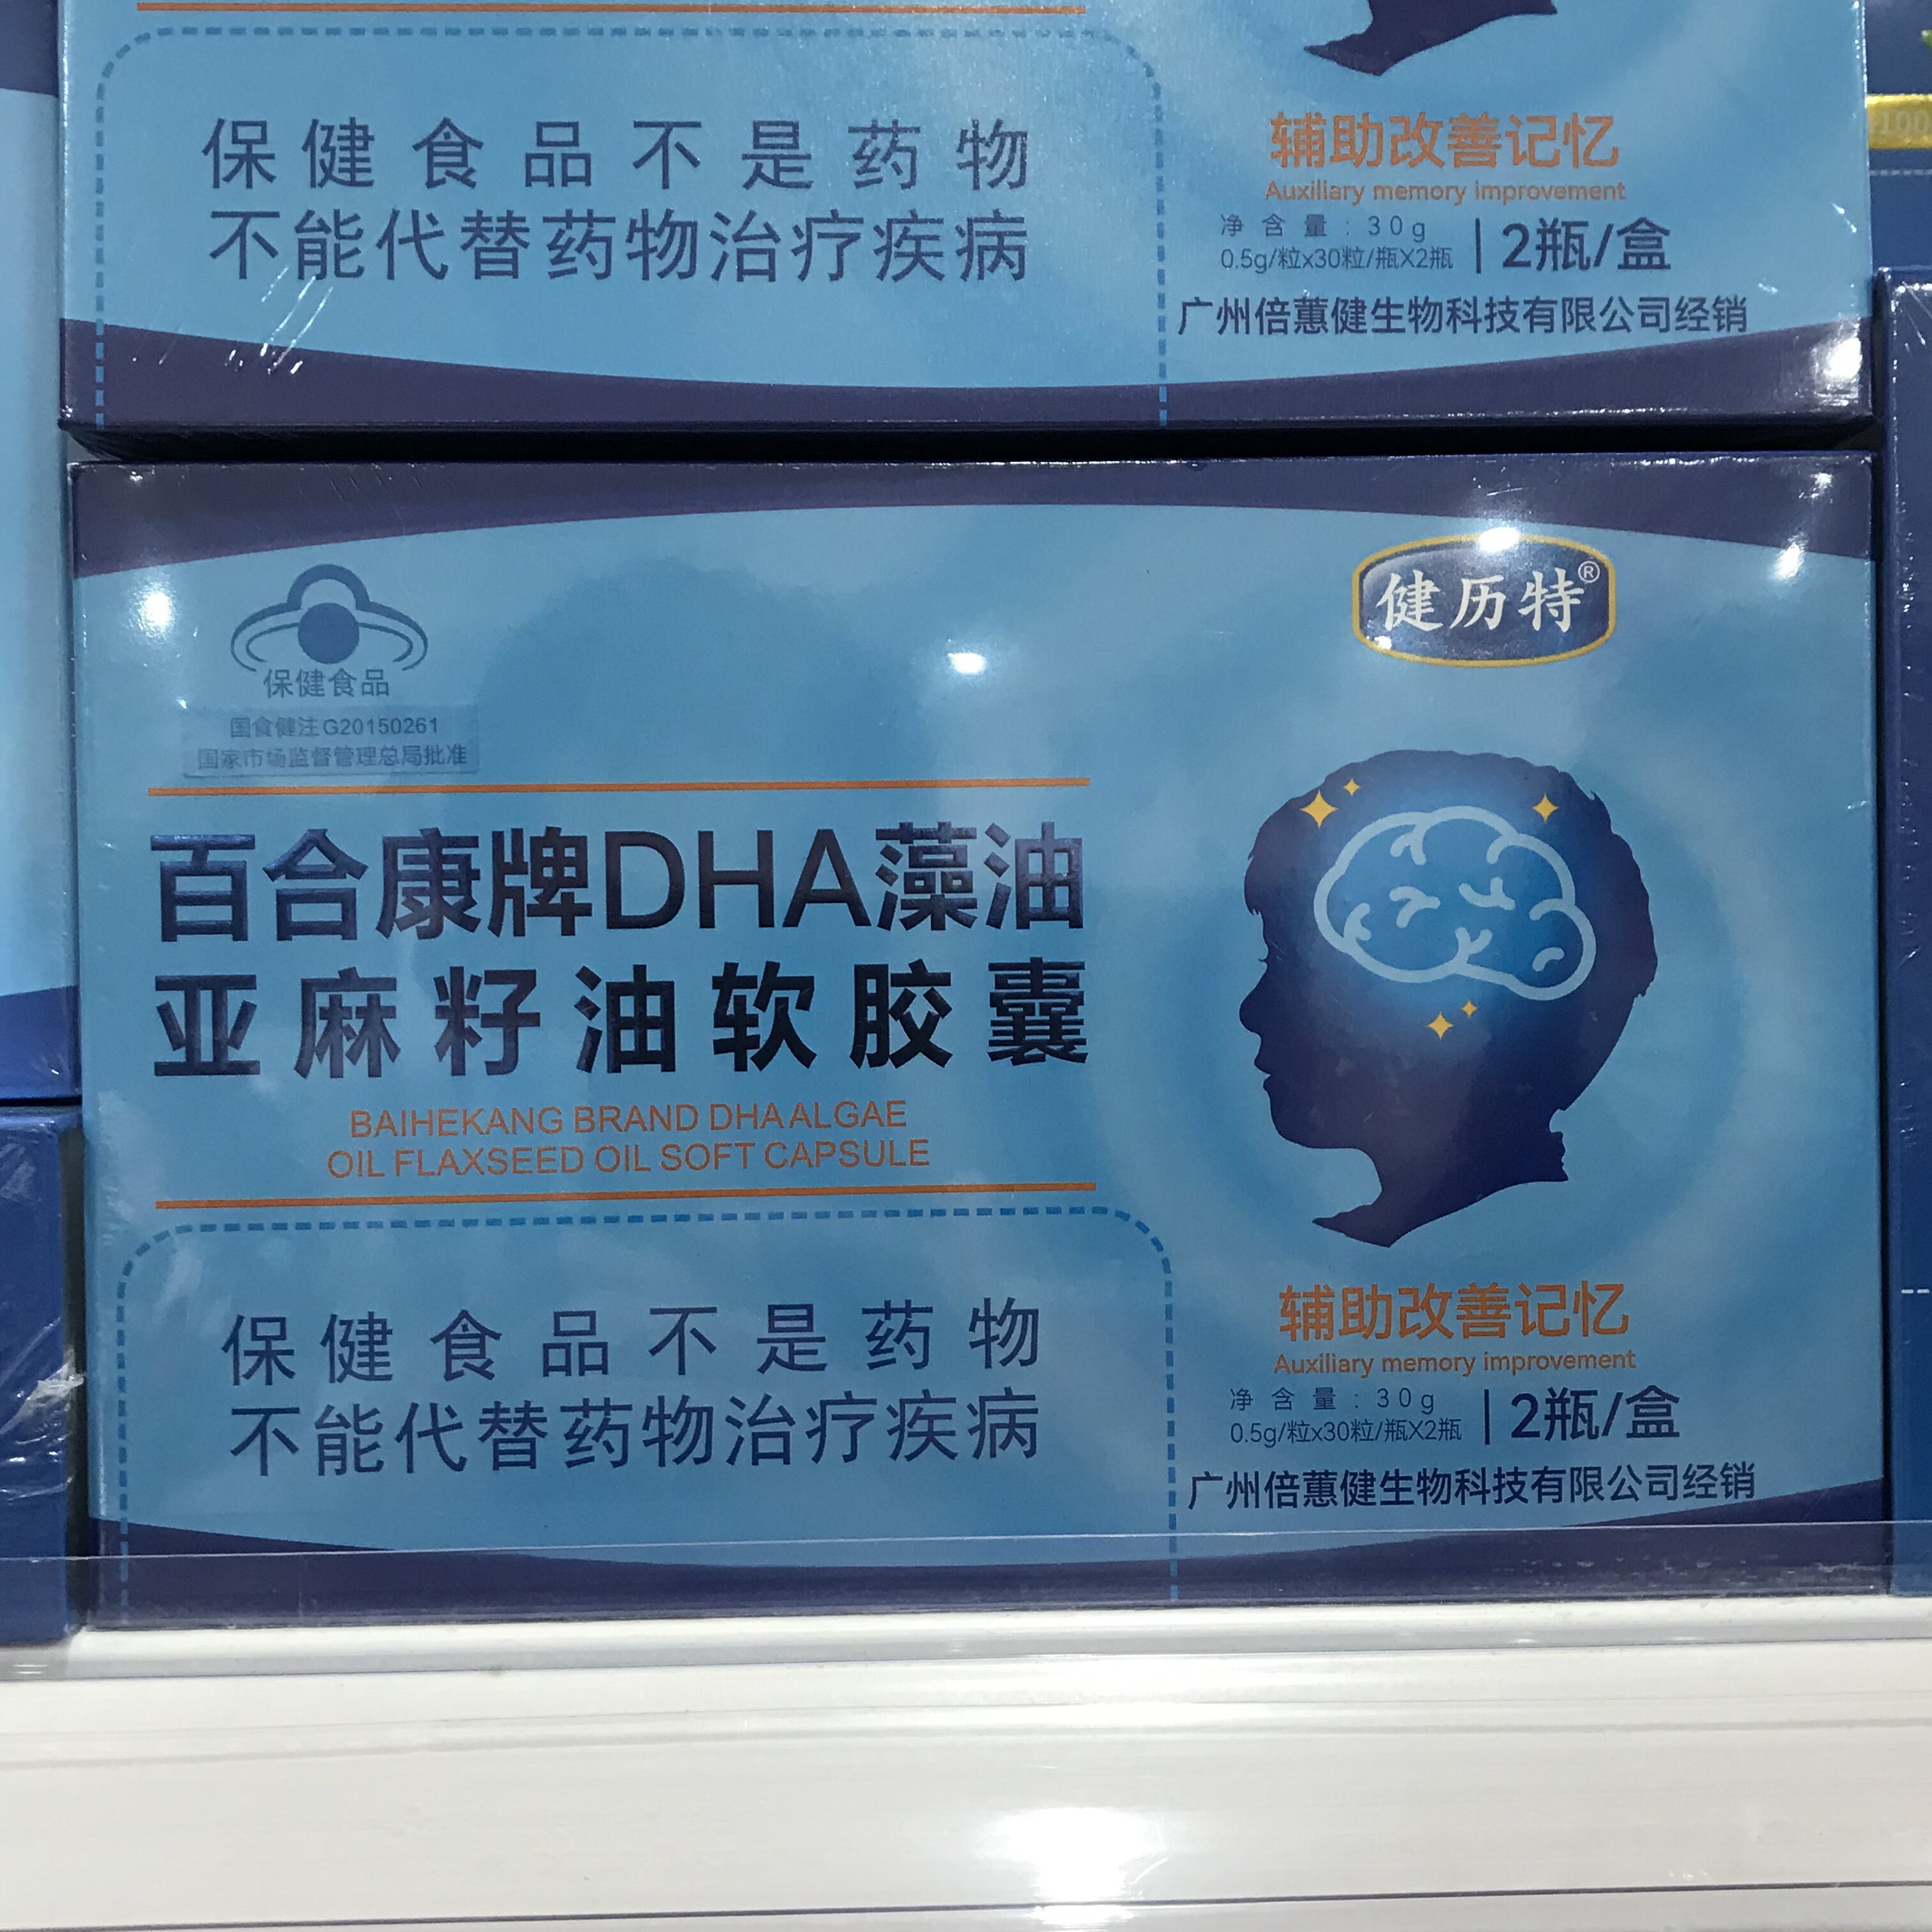 保健食品不是药物
不能代替药物治疗疾病
辅助改善记忆
Auxiliary memory improvement
净含量:30g
0.5g/粒x30粒/瓶X2瓶
2瓶/盒
广州倍蕙健生物科技有限公司经销
100
保健食品
国食健注G20150261
国家市场监督管理总局批准
健历特®
百合康牌DHA藻油
亚麻籽油软胶囊
BAIHEKANG BRAND DHA ALGAE
OIL FLAXSEED OIL SOFT CAPSULE
保健食品不是药物
不能代替药物治疗疾病
辅助改善记忆
Auxiliary memory improvement
净含量:30g
0.5g/粒x30粒/瓶X2瓶
2瓶/盒
广州倍蕙健生物科技有限公司经销